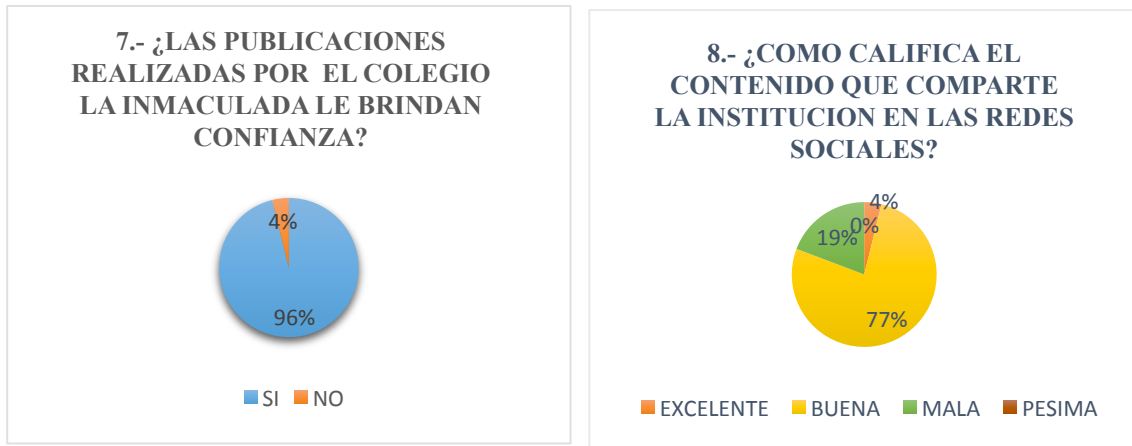 7.- ¿LAS PUBLICACIONES
REALIZADAS POR EL COLEGIO
LA INMACULADA LE BRINDAN
CONFIANZA?
4%
96%
SI NO
8.- ¿COMO CALIFICA EL
CONTENIDO QUE COMPARTE
LA INSTITUCION EN LAS REDES
SOCIALES?
4%
0%
19%
77%
EXCELENTE BUENA MALA PESIMA